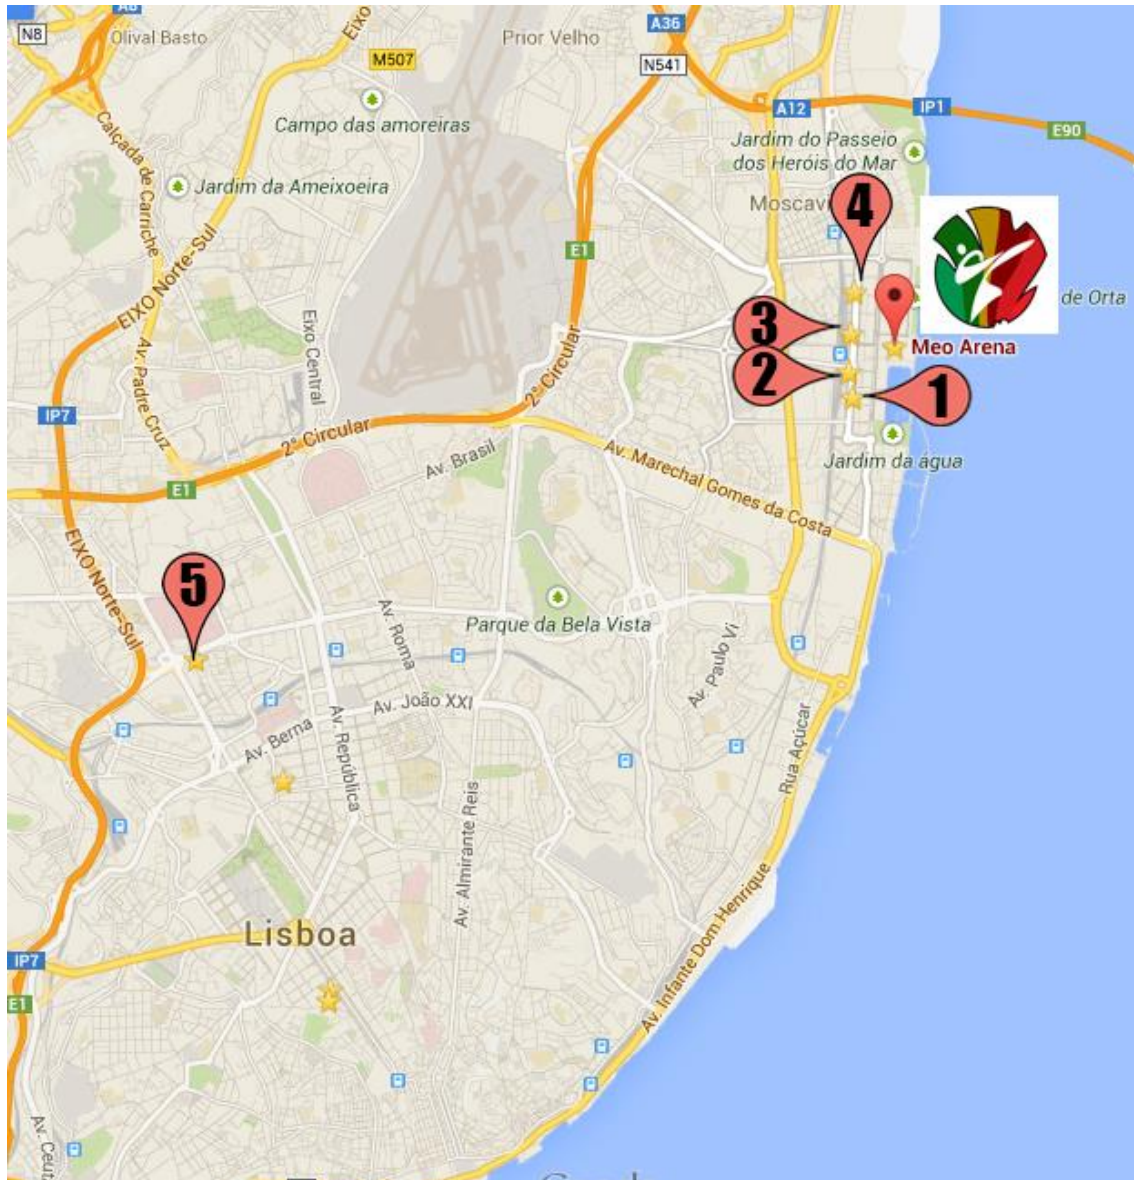 A8
N8
Olival Basto
Eixo
M507
Prior Velho
A36
N541
A12
IP1
E90
Campo das amoreiras
Jardim do Passeio
dos Heróis do Mar
Jardim da Ameixoeira
Calçada de Carriche
Moscavi
4
EIXO Norte-Sul
E1
de Orta
Eixo Central
3
Meo Arena
2
1
Av. Padre Cruz
2ª Circular
IP7
2ª Circular
Av. Brasil
Av. Marechal Gomes da Costa
Jardim da água
E1
EIXO Norte-Sul
5
Av. Roma
Parque da Bela Vista
Av. Paulo Vi
Av. João XXI
Av. Berna
Av. República
Rua Açúcar
Av. Almirante Reis
Lisboa
Av. Infante Dom Henrique
IP7
E1
Av. Ceut